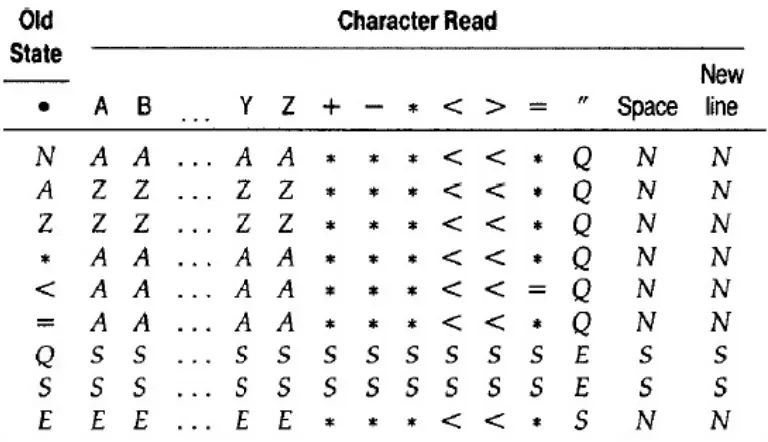 Old Character Read
State
New
• A B ... Y Z + − * < > = ″ Space line
N A A ... A A * * * < < * Q N N
A Z Z ... Z Z * * * < < * Q N N
Z Z Z ... Z Z * * * < < * Q N N
* A A ... A A * * * < < * Q N N
< A A ... A A * * * < < = Q N N
= A A ... A A * * * < < * Q N N
Q S S ... S S S S S S S S E S S
S S S ... S S S S S S S S E S S
E E E ... E E * * * < < * S N N